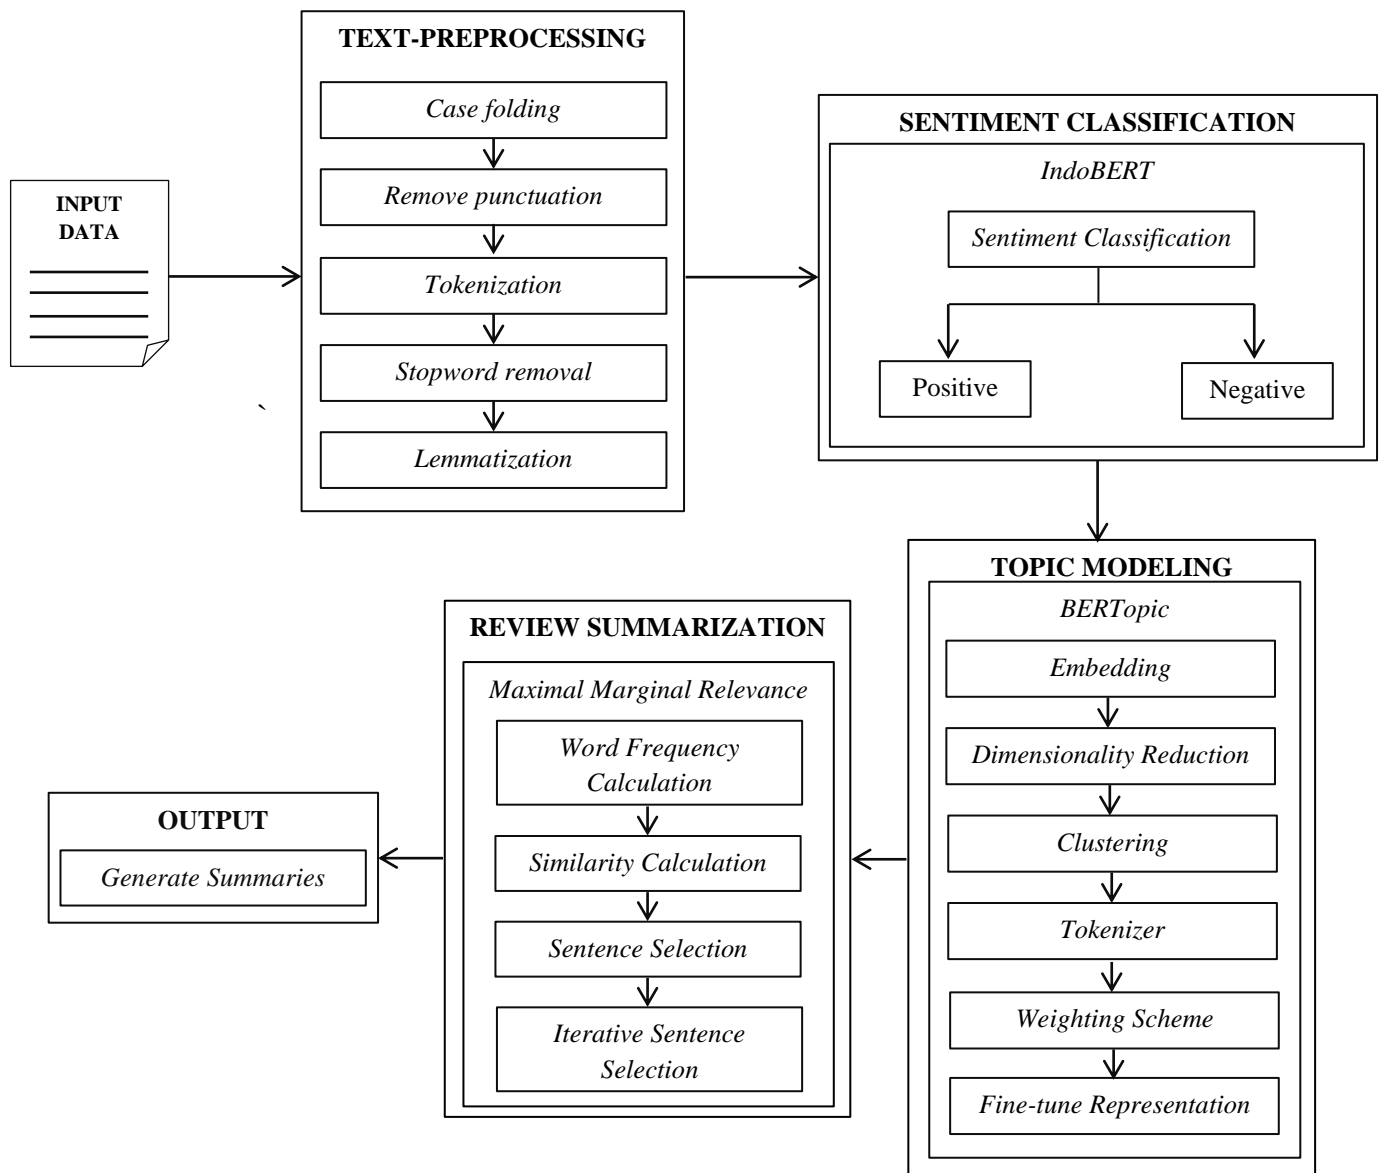 INPUT
DATA
TEXT-PREPROCESSING
Case folding
Remove punctuation
Tokenization
Stopword removal
Lemmatization
`
SENTIMENT CLASSIFICATION
IndoBERT
Sentiment Classification
Positive
Negative
TOPIC MODELING
BERTopic
Embedding
Dimensionality Reduction
Clustering
Tokenizer
Weighting Scheme
Fine-tune Representation
REVIEW SUMMARIZATION
Maximal Marginal Relevance
Word Frequency
Calculation
Similarity Calculation
Sentence Selection
Iterative Sentence
Selection
OUTPUT
Generate Summaries